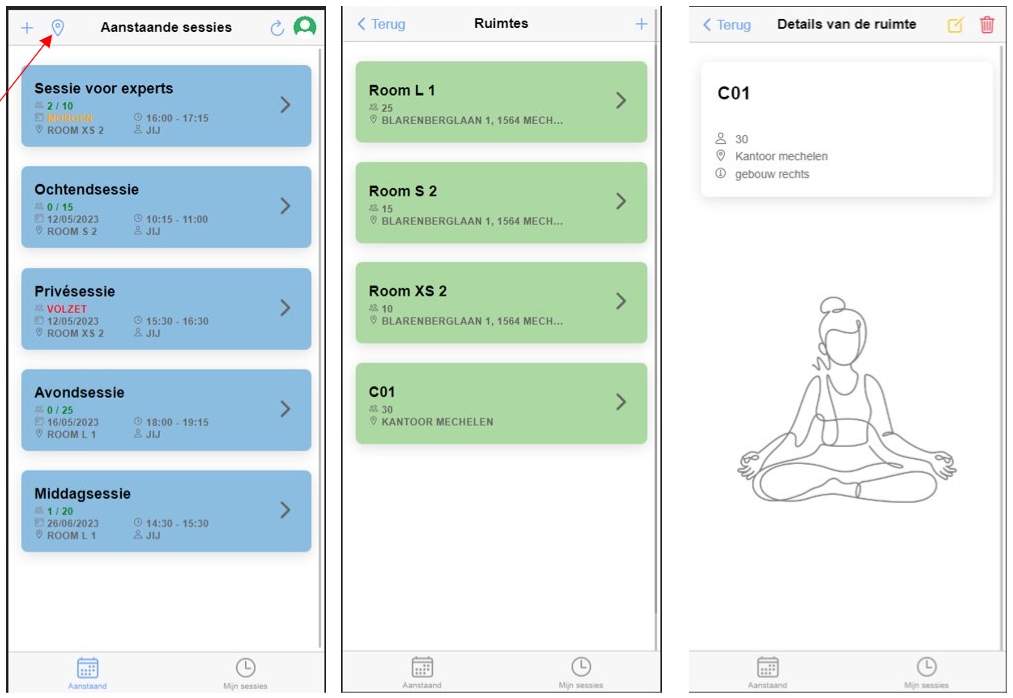 Aanstaande sessies
Sessie voor experts
2 / 10
MORGEN
16:00 - 17:15
ROOM XS 2
JIJ
Ochtendsessie
0 / 15
12/05/2023
10:15 - 11:00
ROOM S 2
JIJ
Privésessie
VOLZET
12/05/2023
15:30 - 16:30
ROOM XS 2
JIJ
Avondsessie
0 / 25
16/05/2023
18:00 - 19:15
ROOM L 1
JIJ
Middagsessie
1 / 20
26/06/2023
14:30 - 15:30
ROOM L 1
JIJ
Aanstaand
Mijn sessies
Terug
Ruimtes
Room L 1
25
BLARENBERGLAAN 1, 1564 MECH...
Room S 2
15
BLARENBERGLAAN 1, 1564 MECH...
Room XS 2
10
BLARENBERGLAAN 1, 1564 MECH...
C01
30
KANTOOR MECHELEN
Aanstaand
Mijn sessies
Terug
Details van de ruimte
C01
30
Kantoor mechelen
gebouw rechts
Aanstaand
Mijn sessies